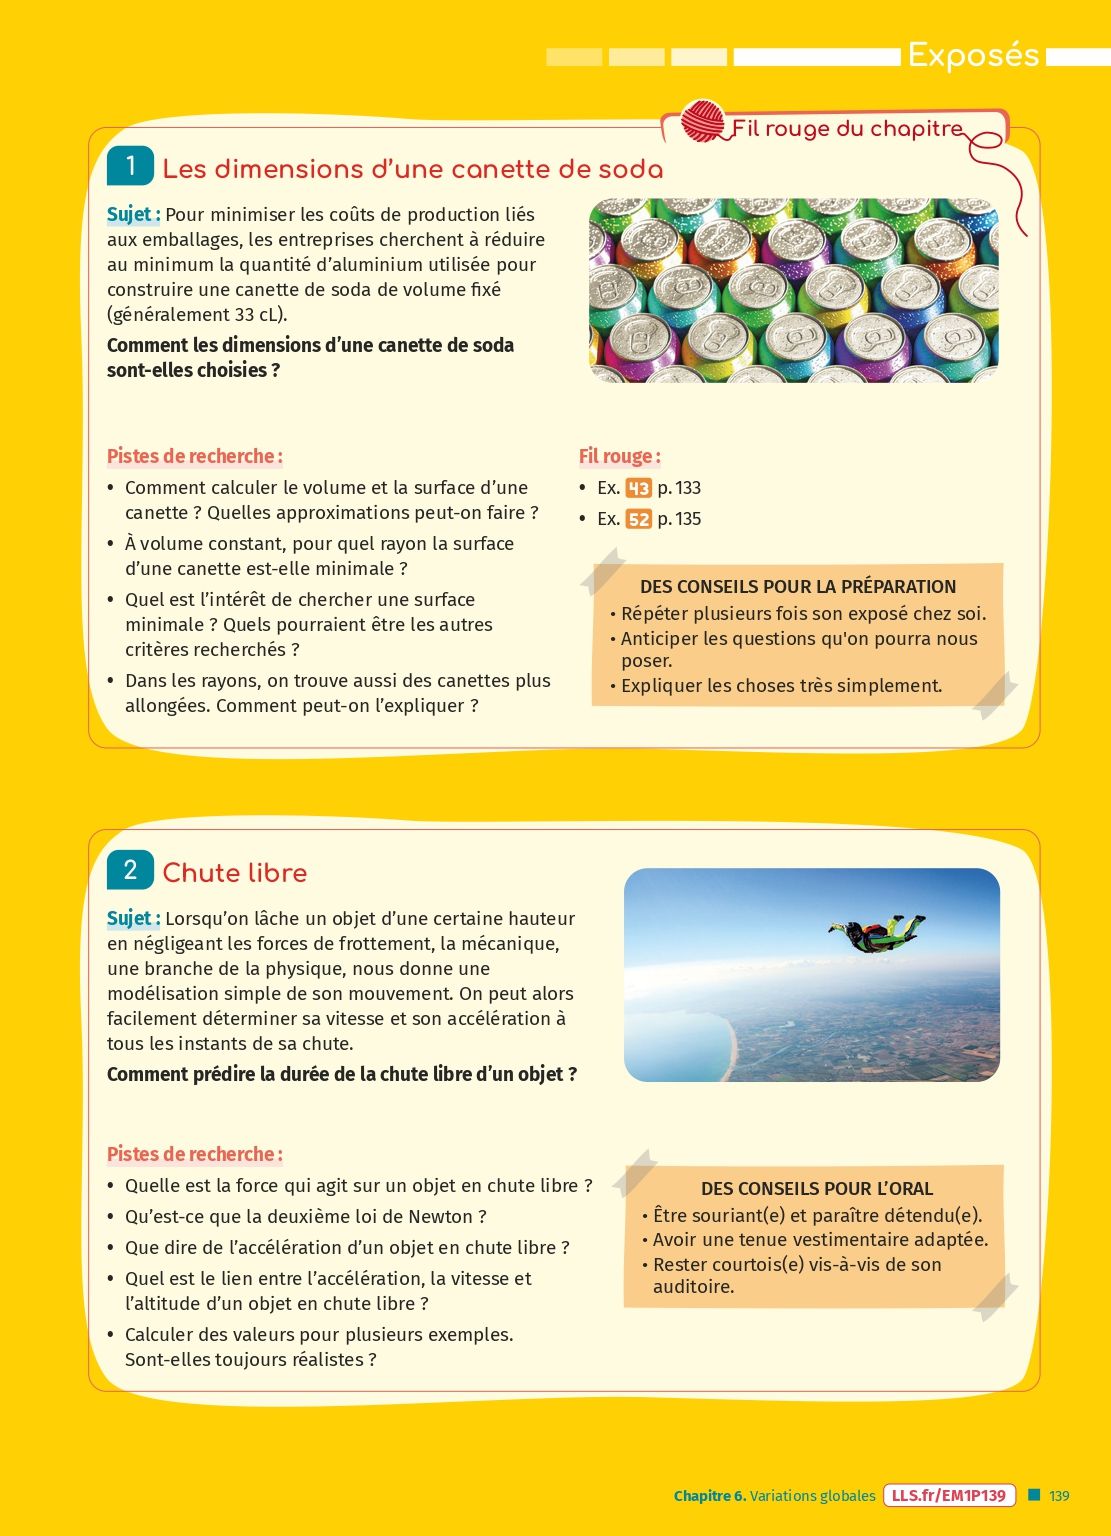 Exposés
Fil rouge du chapitre
1 Les dimensions d’une canette de soda
Sujet : Pour minimiser les coûts de production liés
aux emballages, les entreprises cherchent à réduire
au minimum la quantité d’aluminium utilisée pour
construire une canette de soda de volume fixé
(généralement 33 cL).
Comment les dimensions d’une canette de soda
sont-elles choisies ?
Pistes de recherche :
• Comment calculer le volume et la surface d’une
canette ? Quelles approximations peut-on faire ?
• À volume constant, pour quel rayon la surface
d’une canette est-elle minimale ?
• Quel est l’intérêt de chercher une surface
minimale ? Quels pourraient être les autres
critères recherchés ?
• Dans les rayons, on trouve aussi des canettes plus
allongées. Comment peut-on l’expliquer ?
Fil rouge :
• Ex. 43 p. 133
• Ex. 52 p. 135
DES CONSEILS POUR LA PRÉPARATION
• Répéter plusieurs fois son exposé chez soi.
• Anticiper les questions qu'on pourra nous
poser.
• Expliquer les choses très simplement.
2 Chute libre
Sujet : Lorsqu’on lâche un objet d’une certaine hauteur
en négligeant les forces de frottement, la mécanique,
une branche de la physique, nous donne une
modélisation simple de son mouvement. On peut alors
facilement déterminer sa vitesse et son accélération à
tous les instants de sa chute.
Comment prédire la durée de la chute libre d’un objet ?
Pistes de recherche :
• Quelle est la force qui agit sur un objet en chute libre ?
• Qu’est-ce que la deuxième loi de Newton ?
• Que dire de l’accélération d’un objet en chute libre ?
• Quel est le lien entre l’accélération, la vitesse et
l’altitude d’un objet en chute libre ?
• Calculer des valeurs pour plusieurs exemples.
Sont-elles toujours réalistes ?
DES CONSEILS POUR L’ORAL
• Être souriant(e) et paraître détendu(e).
• Avoir une tenue vestimentaire adaptée.
• Rester courtois(e) vis-à-vis de son
auditoire.
Chapitre 6. Variations globales LLS.fr/EM1P139 139